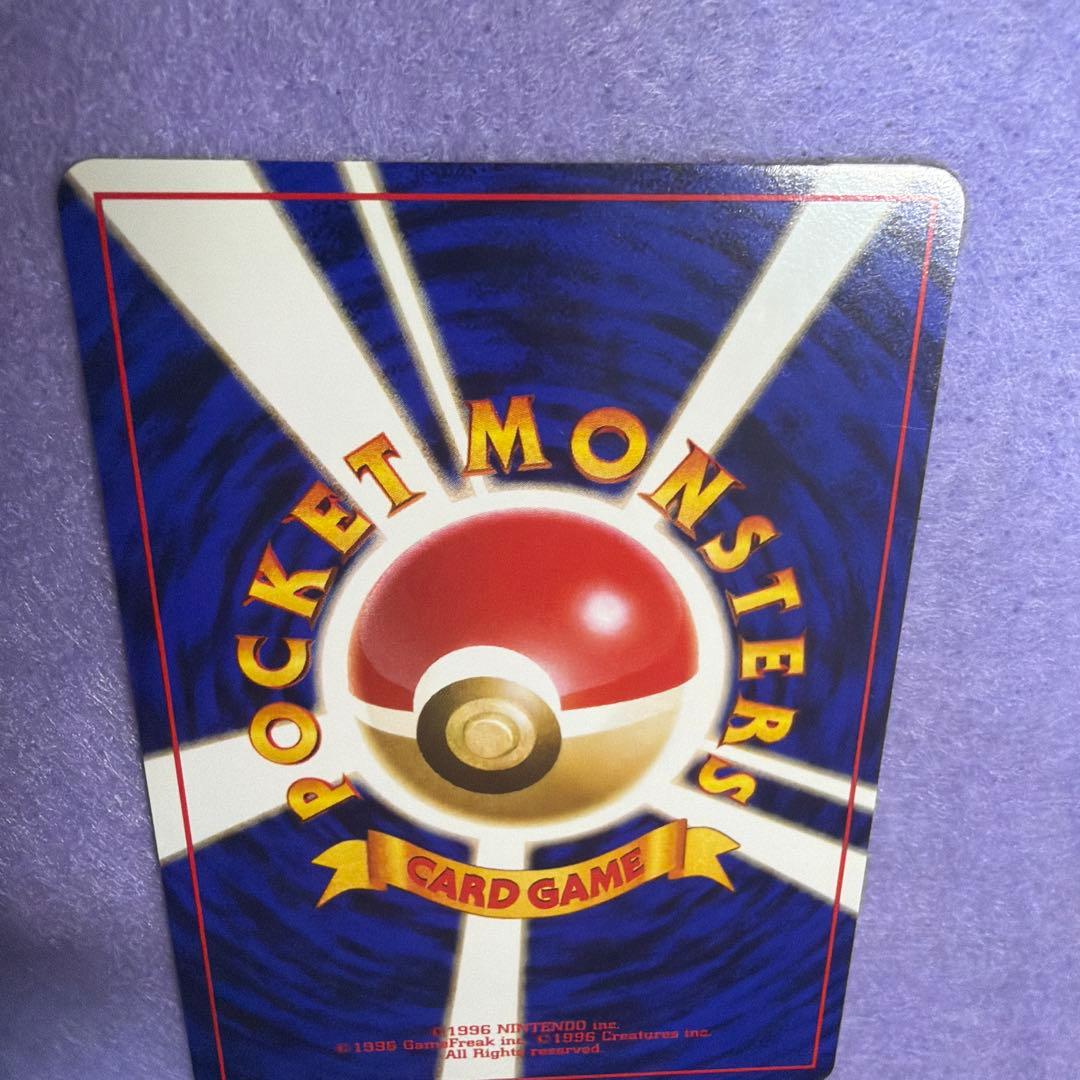 POCKET MONSTERS
CARD GAME
©1996 NINTENDO inc.
©1996 GameFreak inc. ©1996 Creatures inc.
All Rights reserved.